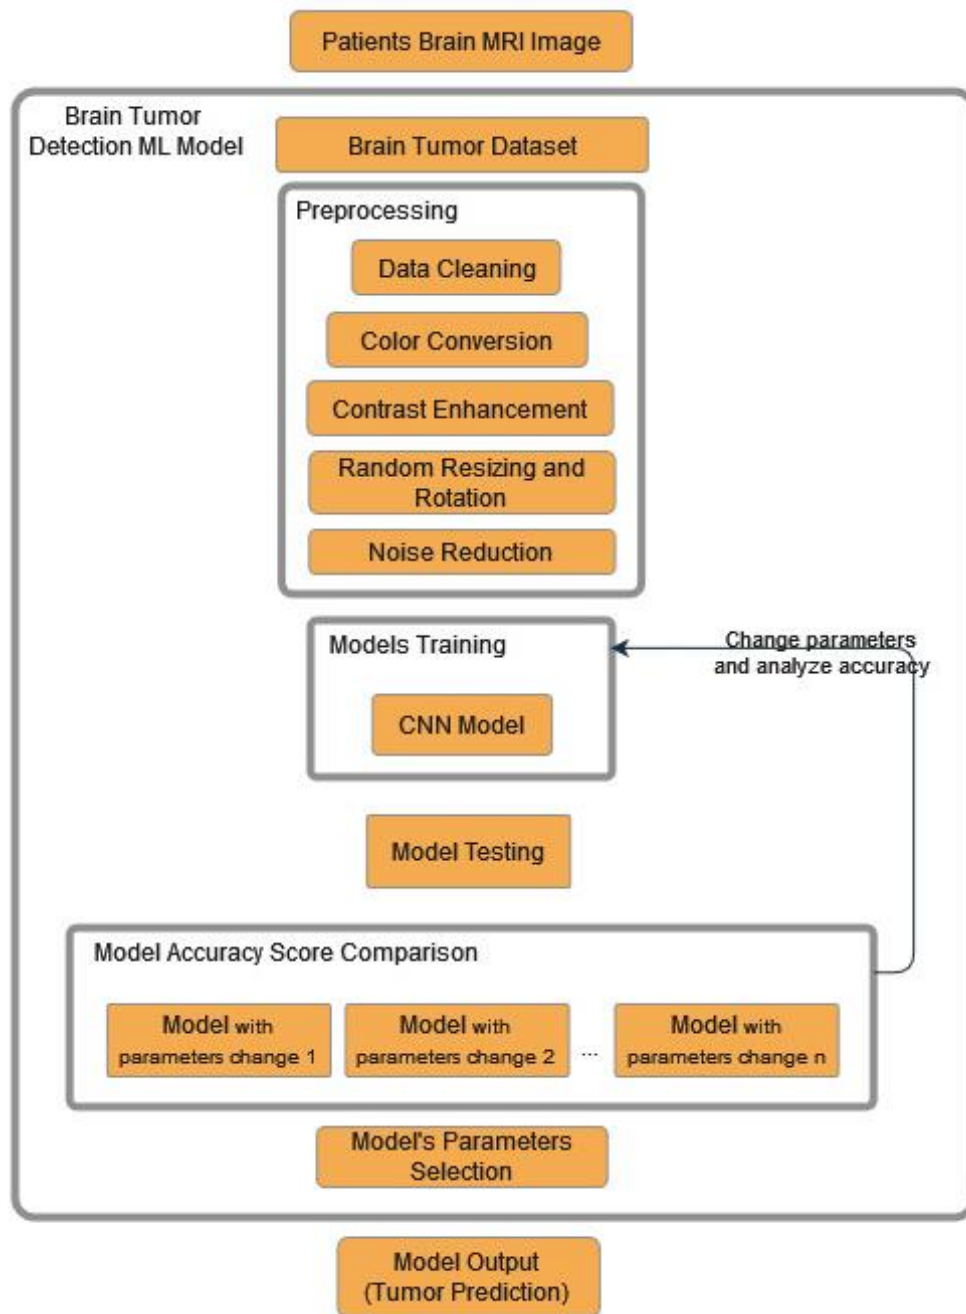 Patients Brain MRI Image
Brain Tumor
Detection ML Model
Brain Tumor Dataset
Preprocessing
Data Cleaning
Color Conversion
Contrast Enhancement
Random Resizing and
Rotation
Noise Reduction
Models Training
Change parameters
and analyze accuracy
CNN Model
Model Testing
Model Accuracy Score Comparison
Model with
parameters change 1
Model with
parameters change 2
...
Model with
parameters change n
Model's Parameters
Selection
Model Output
(Tumor Prediction)